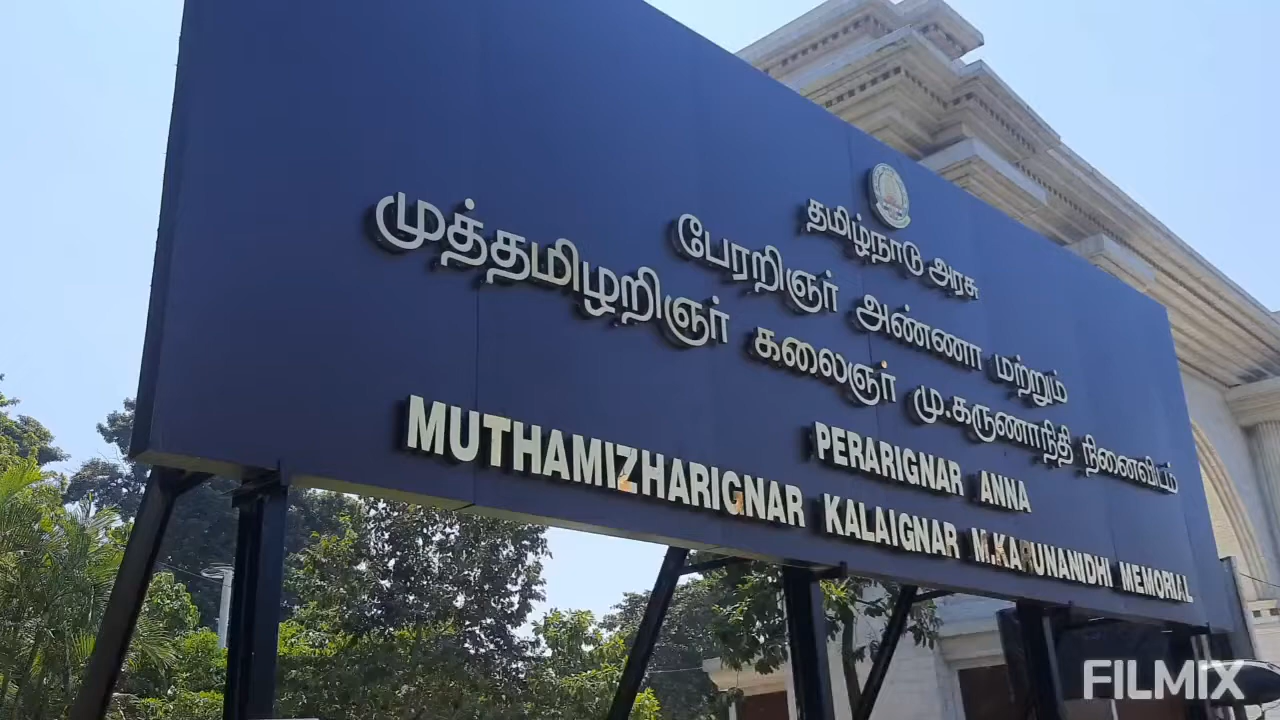 தமிழ்நாடு அரசு
பேரறிஞர் அண்ணா மற்றும்
முத்தமிழறிஞர் கலைஞர் மு.கருணாநிதி நினைவிடம்
PERARIGNAR ANNA
MUTHAMIZHARIGNAR KALAIGNAR M.KARUNANIDHI MEMORIAL
FILMIX